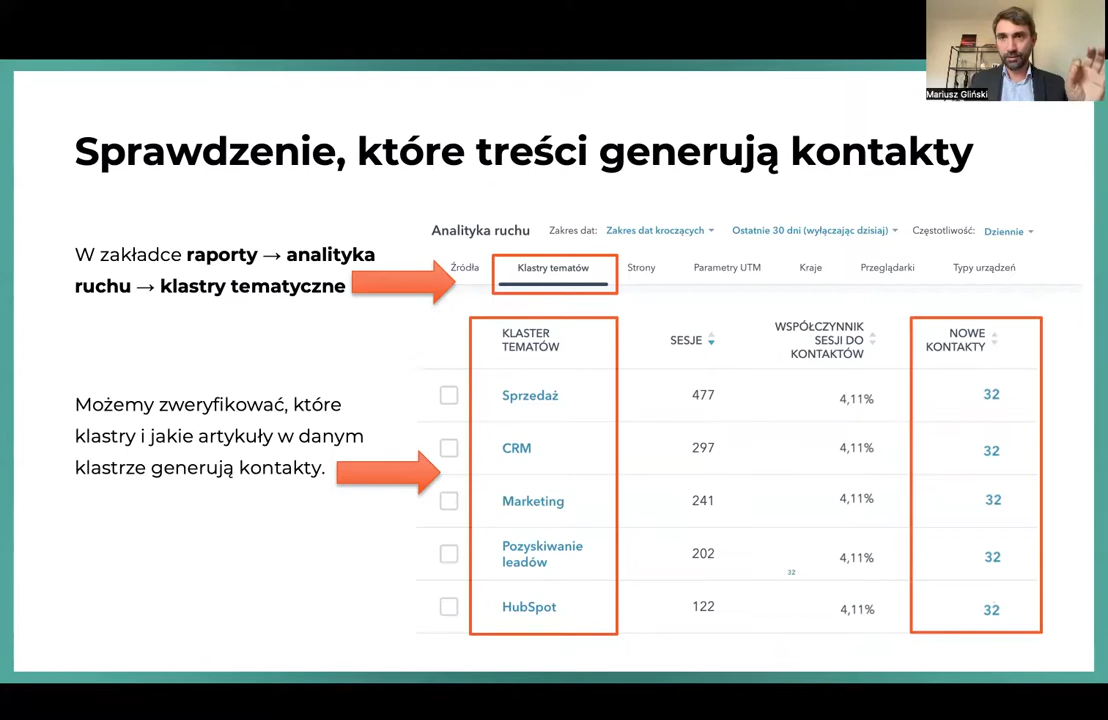 Mariusz Gliński
Sprawdzenie, które treści generują kontakty
W zakładce raporty → analityka
ruchu → klastry tematyczne
Możemy zweryfikować, które
klastry i jakie artykuły w danym
klastrze generują kontakty.
Analityka ruchu Zakres dat: Zakres dat kroczących Ostatnie 30 dni (wyłączając dzisiaj) Częstotliwość: Dziennie
Źródła Klastry tematów Strony Parametry UTM Kraje Przeglądarki Typy urządzeń
KLASTER
TEMATÓW
SESJE
WSPÓŁCZYNNIK
SESJI DO
KONTAKTÓW
NOWE
KONTAKTY
Sprzedaż 477 4,11% 32
CRM 297 4,11% 32
Marketing 241 4,11% 32
Pozyskiwanie
leadów 202 4,11% 32
32
HubSpot 122 4,11% 32